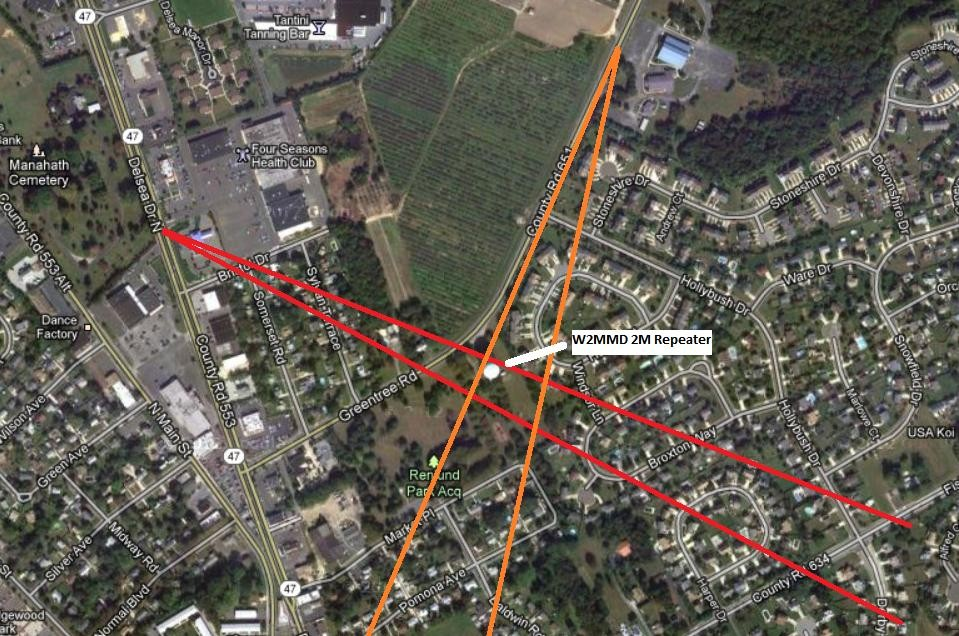 47
Delsea Manor Dr
Tantini
Tanning Bar
47
Delsea Dr N
Four Seasons
Health Club
Manahath
Cemetery
County Rd 553 Alt
County Rd 651
Stoneshire Dr
Andrew Ct
Stoneshire Dr
Stoneshire
Devonshire Dr
Ware Dr
Hollybush Dr
Snowfield Dr
Sylvan Terrace
Somerset Rd
Dance
Factory
County Rd 553
W2MMD 2M Repeater
Greentree Rd
Windsor Ln
Marlowe Ct
Hollybush Dr
USA Koi
Wilson Ave
N Main St
Green Ave
47
Broxton Way
Park Acq
Market Pl
Midway Rd
Silver Ave
Normal Blvd
47
Pomona Ave
Baldwin Rd
Harper Dr
County Rd 634